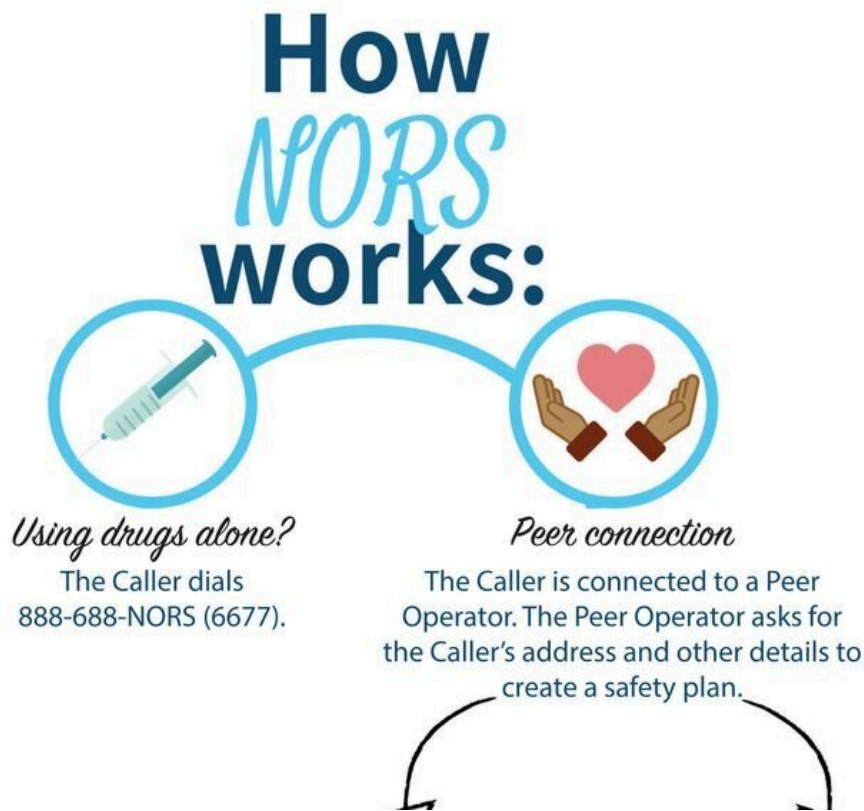 How
NORS
works:
Using drugs alone?
The Caller dials
888-688-NORS (6677).
Peer connection
The Caller is connected to a Peer
Operator. The Peer Operator asks for
the Caller's address and other details to
create a safety plan.